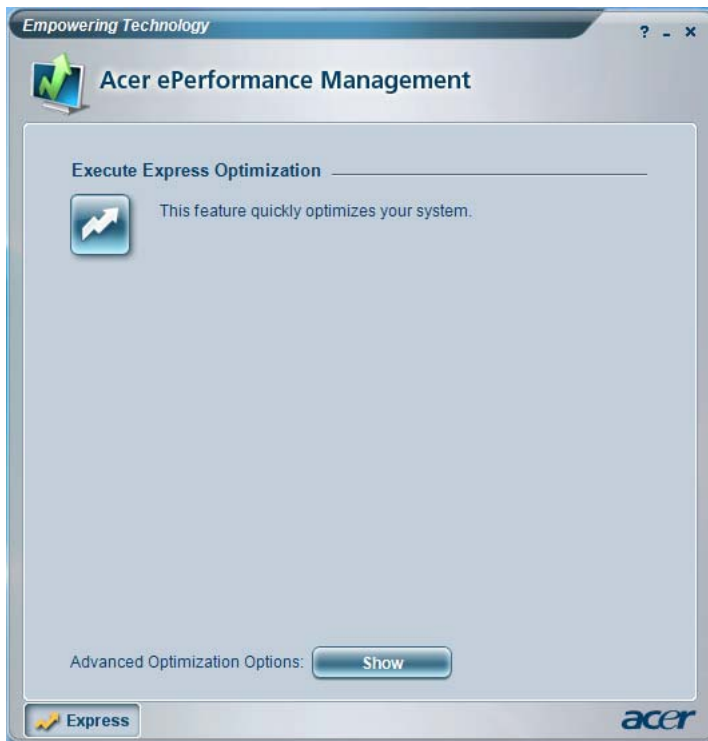 Empowering Technology
? - ×
Acer ePerformance Management
Execute Express Optimization
This feature quickly optimizes your system.
Advanced Optimization Options: Show
Express
acer